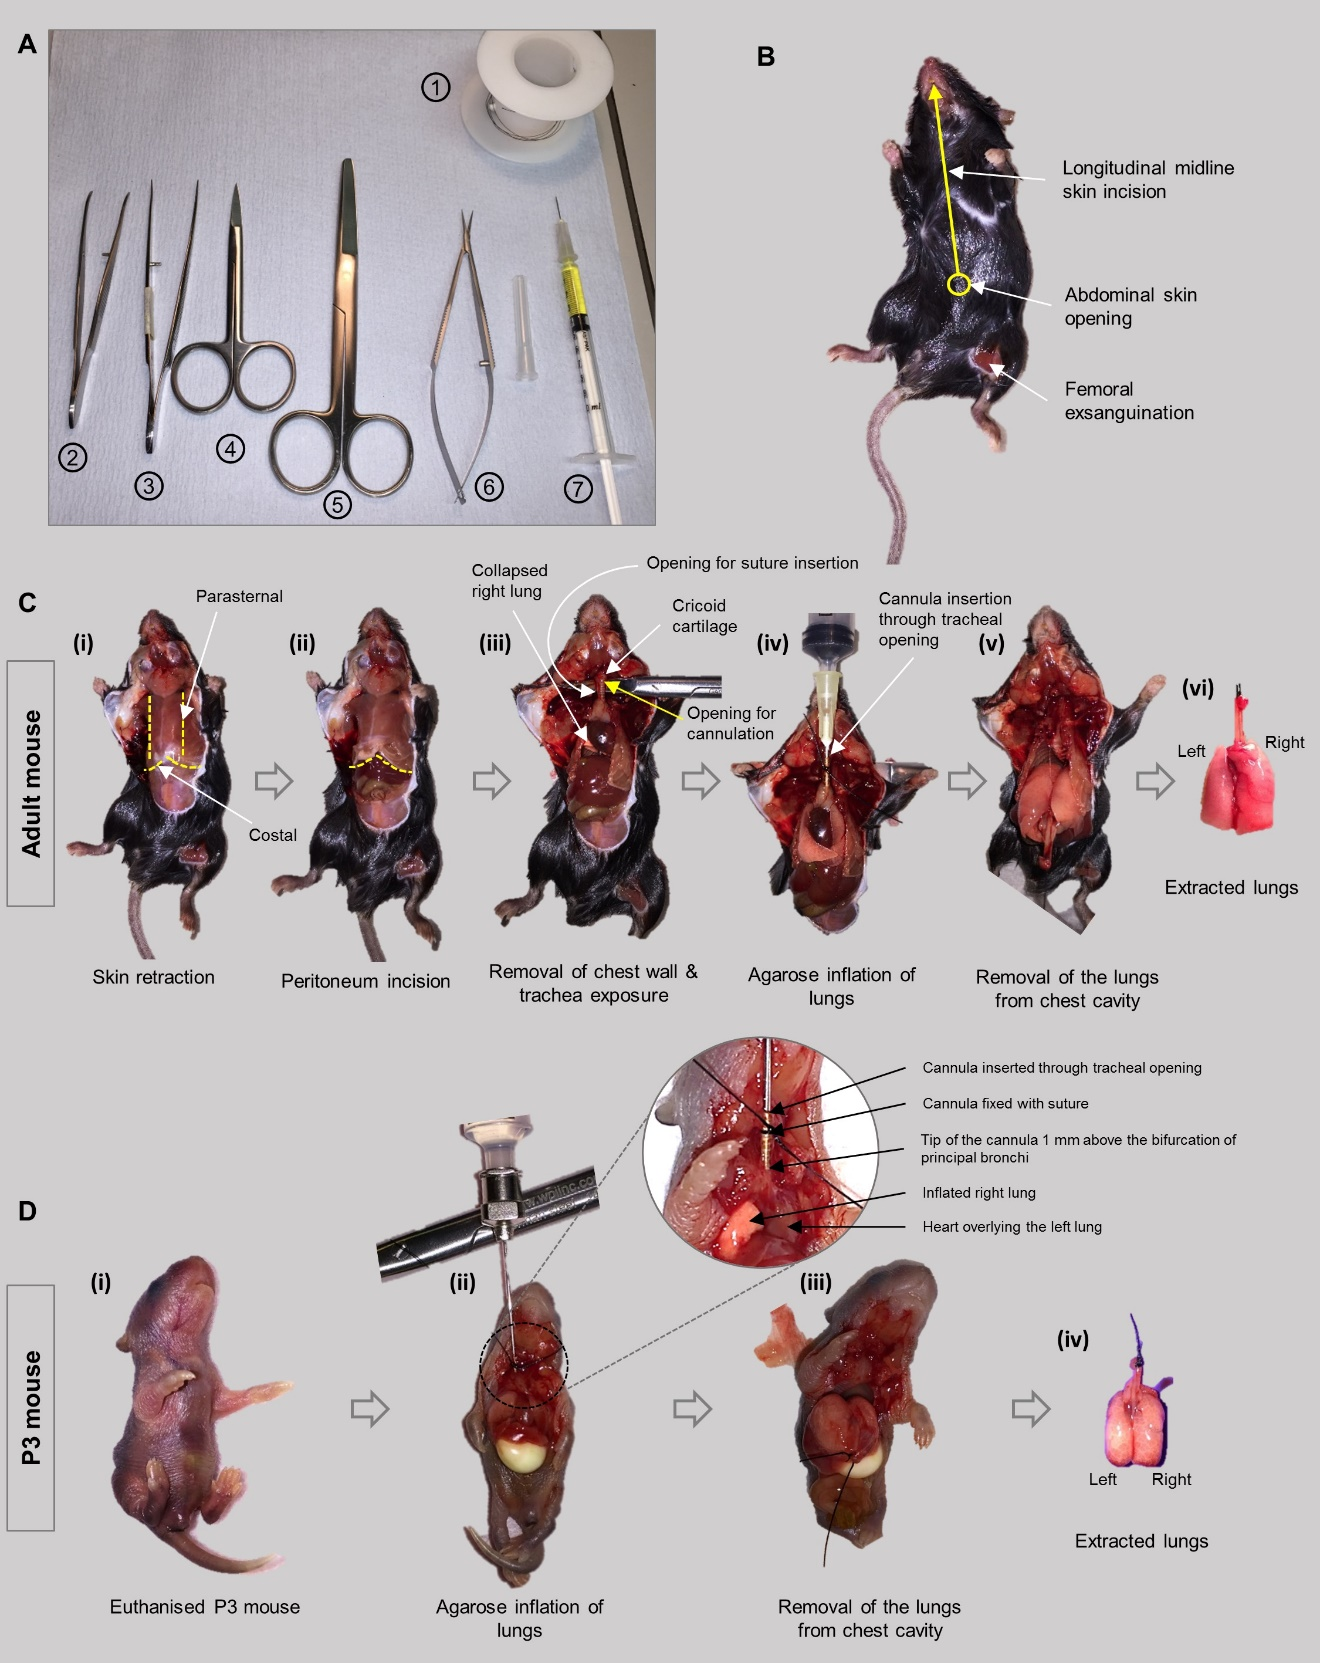 A
1
2
3
4
5
6
7
ml
B
Longitudinal midline
skin incision
Abdominal skin
opening
Femoral
exsanguination
C
Adult mouse
(i)
Parasternal
Costal
Skin retraction
(ii)
Peritoneum incision
(iii)
Collapsed
right lung
Opening for suture insertion
Cricoid
cartilage
Opening for
cannulation
Removal of chest wall &
trachea exposure
(iv)
Cannula insertion
through tracheal
opening
Agarose inflation of
lungs
(v)
Removal of the lungs
from chest cavity
(vi)
Left
Right
Extracted lungs
D
P3 mouse
(i)
Euthanised P3 mouse
(ii)
www.wpiinc.co
Cannula inserted through tracheal opening
Cannula fixed with suture
Tip of the cannula 1 mm above the bifurcation of
principal bronchi
Inflated right lung
Heart overlying the left lung
Agarose inflation of
lungs
(iii)
Removal of the lungs
from chest cavity
(iv)
Left
Right
Extracted lungs